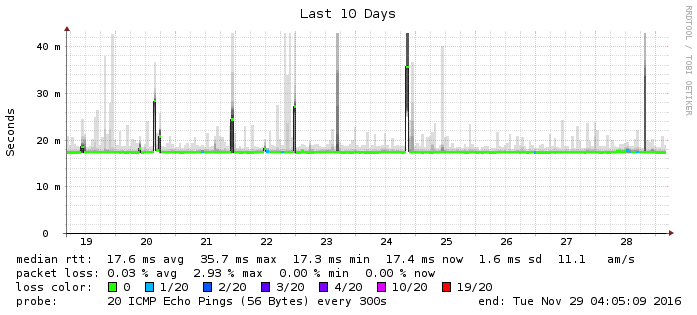 Last 10 Days
RRDTOOL / TOBI OETIKER
Seconds
40 m
30 m
20 m
10 m
0
19 20 21 22 23 24 25 26 27 28
median rtt: 17.6 ms avg 35.7 ms max 17.3 ms min 17.4 ms now 1.6 ms sd 11.1 am/s
packet loss: 0.03 % avg 2.93 % max 0.00 % min 0.00 % now
loss color: 0 1/20 2/20 3/20 4/20 10/20 19/20
probe: 20 ICMP Echo Pings (56 Bytes) every 300s end: Tue Nov 29 04:05:09 2016